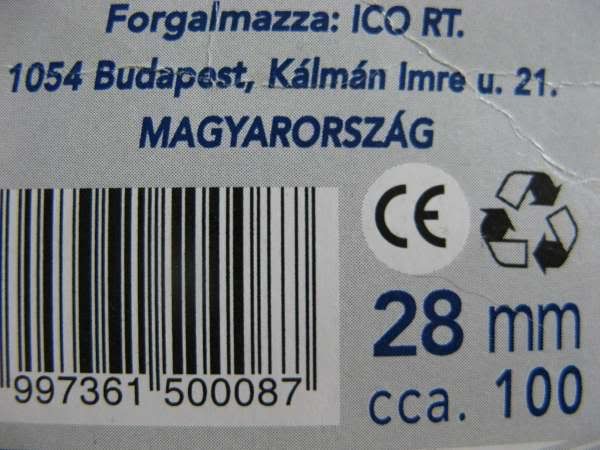 Forgalmazza: ICO RT.
1054 Budapest, Kálmán Imre u. 21.
MAGYARORSZÁG
CE
28 mm
cca. 100
997361 500087